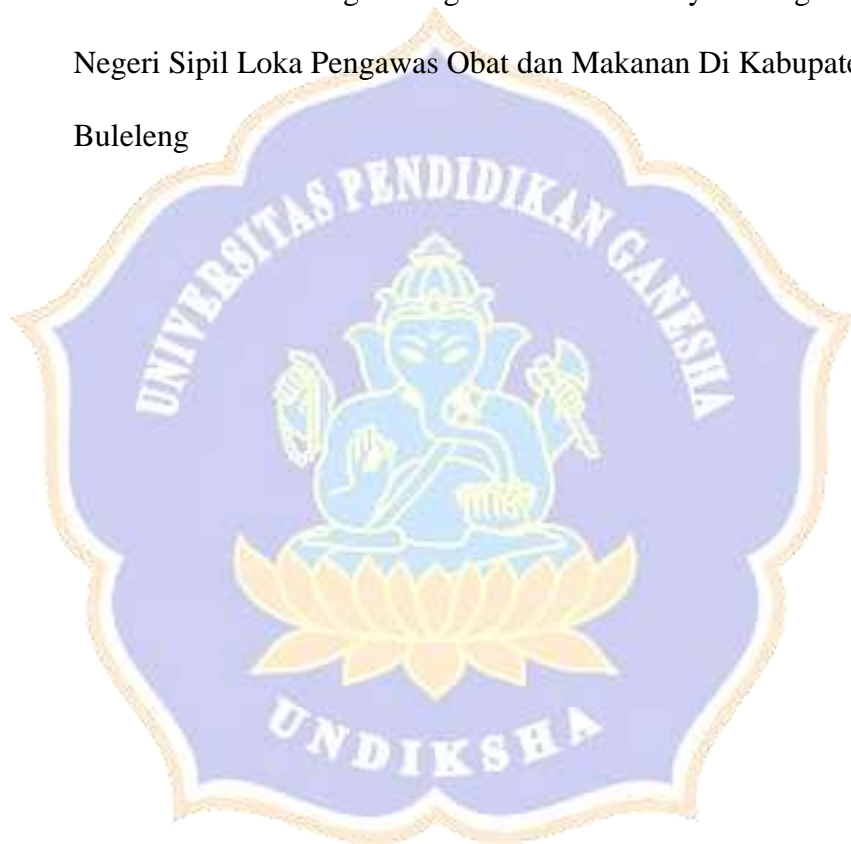 Negeri Sipil Loka Pengawas Obat dan Makanan Di Kabupat
Buleleng
UNIVERSITAS PENDIDIKAN GANESHA
UNDIKSHA